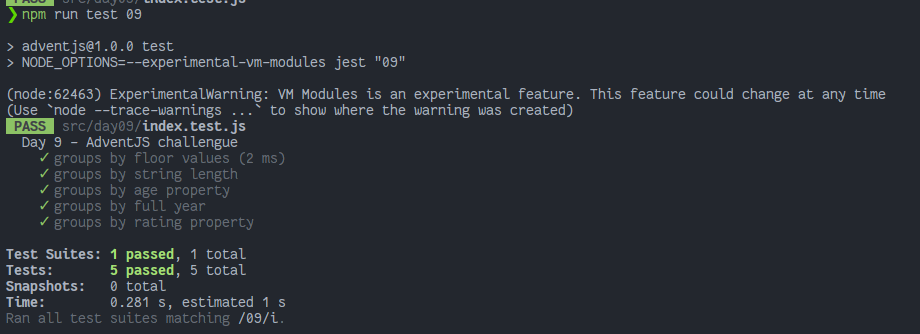 PASS src/day09/index.test.js
❯ npm run test 09
> adventjs@1.0.0 test
> NODE_OPTIONS=--experimental-vm-modules jest "09"
(node:62463) ExperimentalWarning: VM Modules is an experimental feature. This feature could change at any time
(Use `node --trace-warnings ...` to show where the warning was created)
PASS src/day09/index.test.js
Day 9 - AdventJS challengue
✓ groups by floor values (2 ms)
✓ groups by string length
✓ groups by age property
✓ groups by full year
✓ groups by rating property
Test Suites: 1 passed, 1 total
Tests: 5 passed, 5 total
Snapshots: 0 total
Time: 0.281 s, estimated 1 s
Ran all test suites matching /09/i.